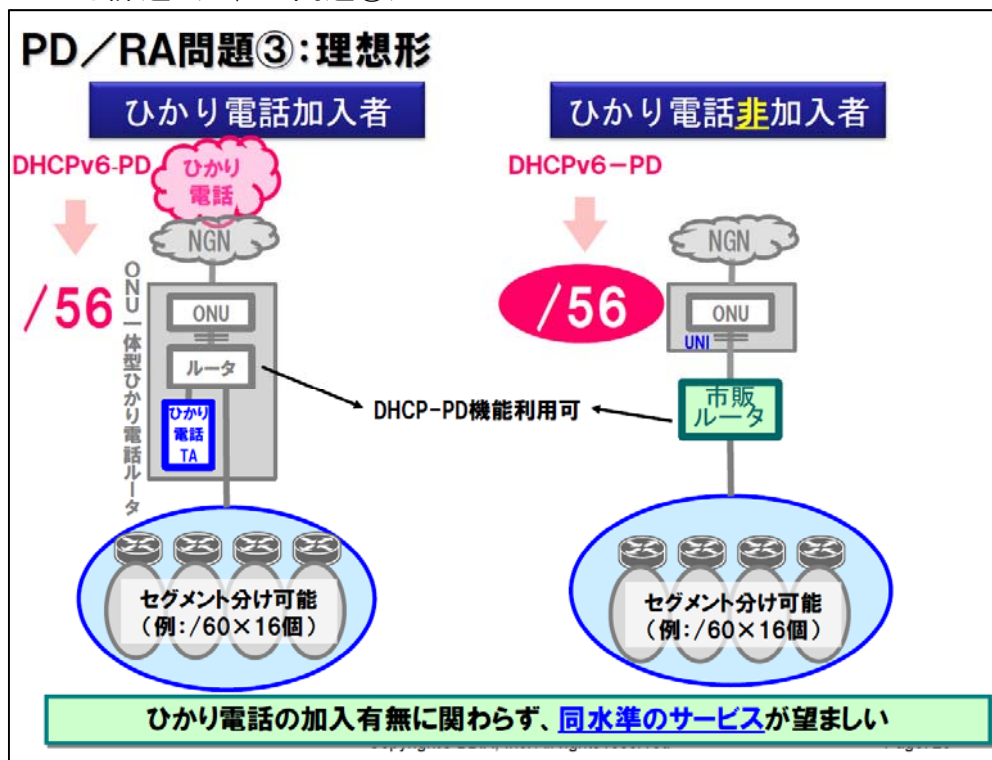 PD/RA問題③:理想形
ひかり電話加入者
ひかり電話非加入者
DHCPv6-PD
ひかり
電話
NGN
/56
ONU一体型ひかり電話ルータ
ONU
ルータ
ひかり
電話
TA
DHCPv6-PD
NGN
/56
ONU
UNI
市販
ルータ
DHCP-PD機能利用可
セグメント分け可能
(例:/60×16個)
セグメント分け可能
(例:/60×16個)
ひかり電話の加入有無に関わらず、同水準のサービスが望ましい